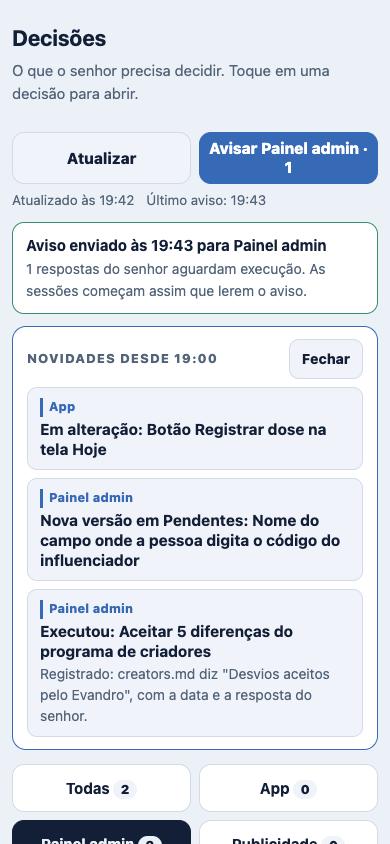 Decisões
O que o senhor precisa decidir. Toque em uma
decisão para abrir.
Atualizar
Avisar Painel admin ·
1
Atualizado às 19:42 Último aviso: 19:43
Aviso enviado às 19:43 para Painel admin
1 respostas do senhor aguardam execução. As
sessões começam assim que lerem o aviso.
NOVIDADES DESDE 19:00
Fechar
App
Em alteração: Botão Registrar dose na
tela Hoje
Painel admin
Nova versão em Pendentes: Nome do
campo onde a pessoa digita o código do
influenciador
Painel admin
Executou: Aceitar 5 diferenças do
programa de criadores
Registrado: creators.md diz "Desvios aceitos
pelo Evandro", com a data e a resposta do
senhor.
Todas 2
App 0
Painel admin
Publicidade